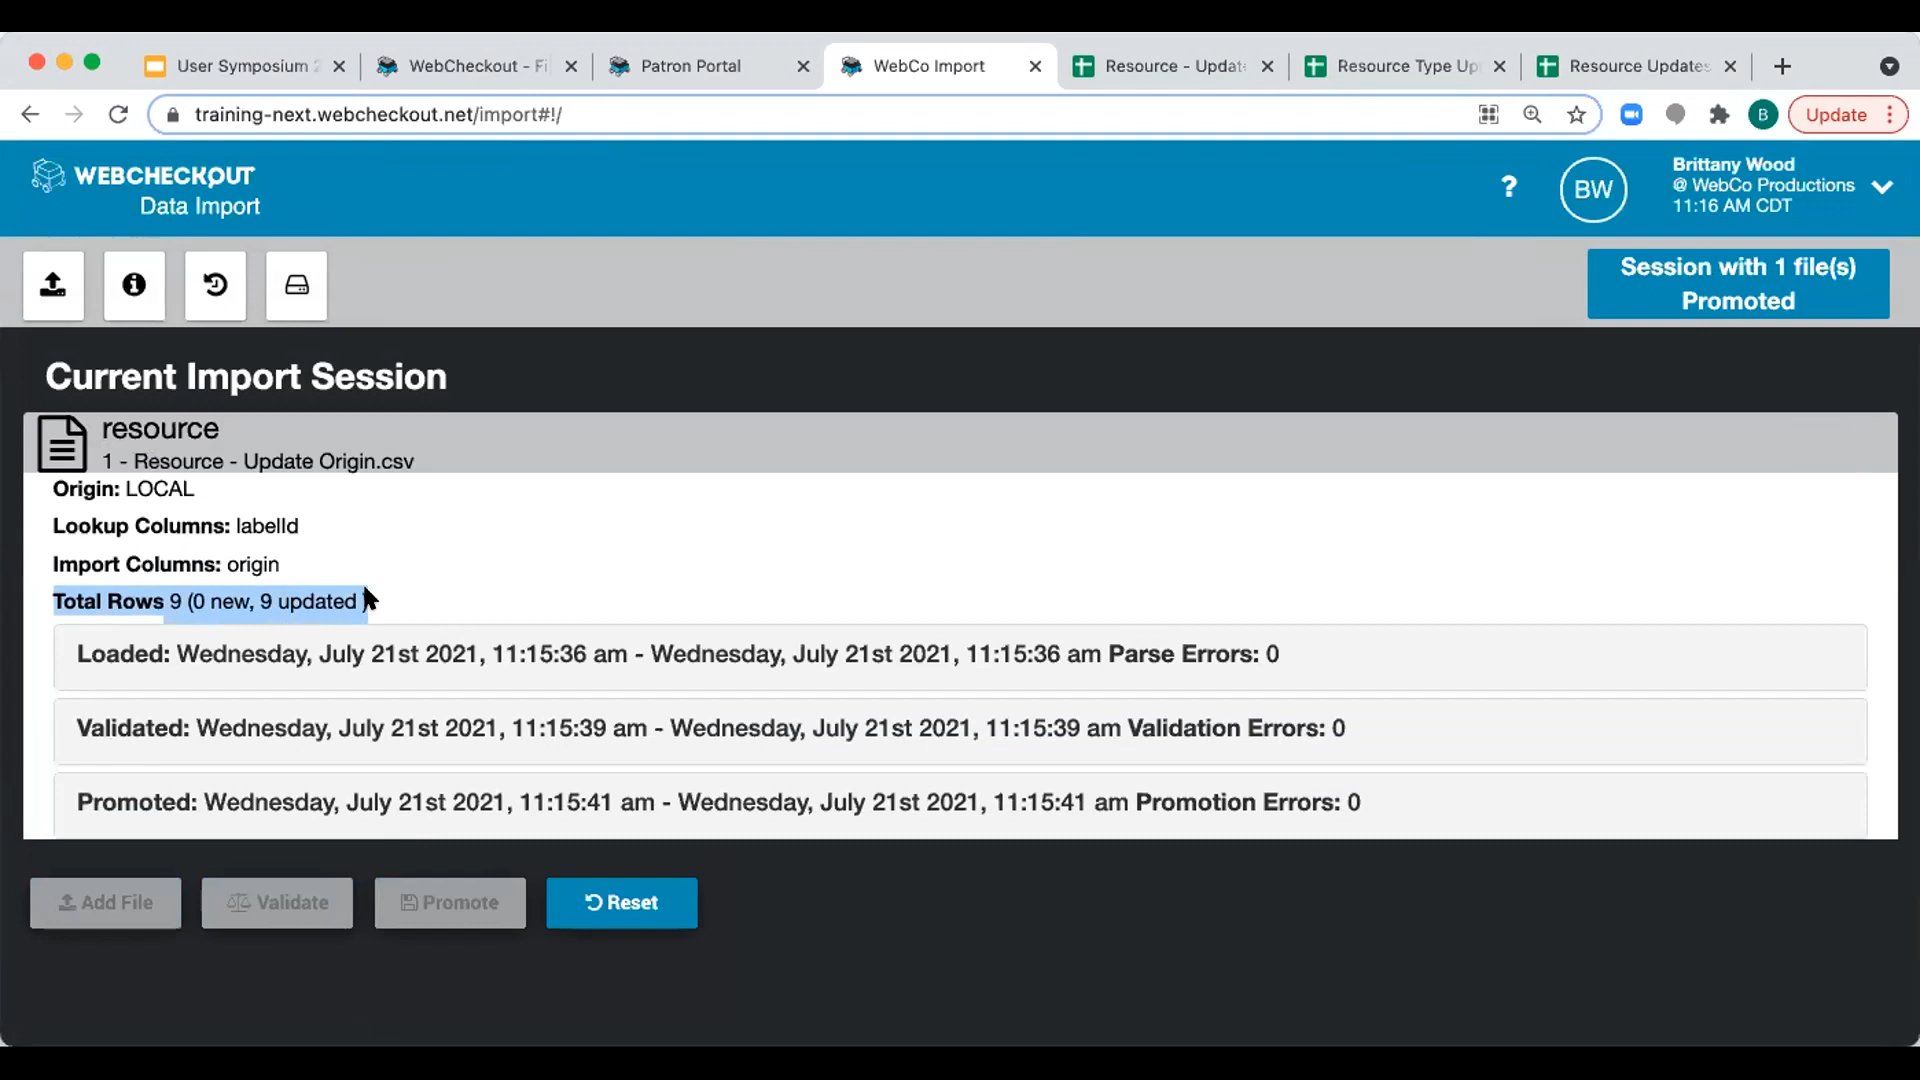 User Symposium 2
WebCheckout - Fi
Patron Portal
WebCo Import
Resource - Updat
Resource Type Up
Resource Updates
training-next.webcheckout.net/import#!/
B
Update
WEBCHECKOUT
Data Import
?
BW
Brittany Wood
@ WebCo Productions
11:16 AM CDT
Session with 1 file(s)
Promoted
Current Import Session
resource
1 - Resource - Update Origin.csv
Origin: LOCAL
Lookup Columns: labelId
Import Columns: origin
Total Rows 9 (0 new, 9 updated )
Loaded: Wednesday, July 21st 2021, 11:15:36 am - Wednesday, July 21st 2021, 11:15:36 am Parse Errors: 0
Validated: Wednesday, July 21st 2021, 11:15:39 am - Wednesday, July 21st 2021, 11:15:39 am Validation Errors: 0
Promoted: Wednesday, July 21st 2021, 11:15:41 am - Wednesday, July 21st 2021, 11:15:41 am Promotion Errors: 0
Add File
Validate
Promote
Reset